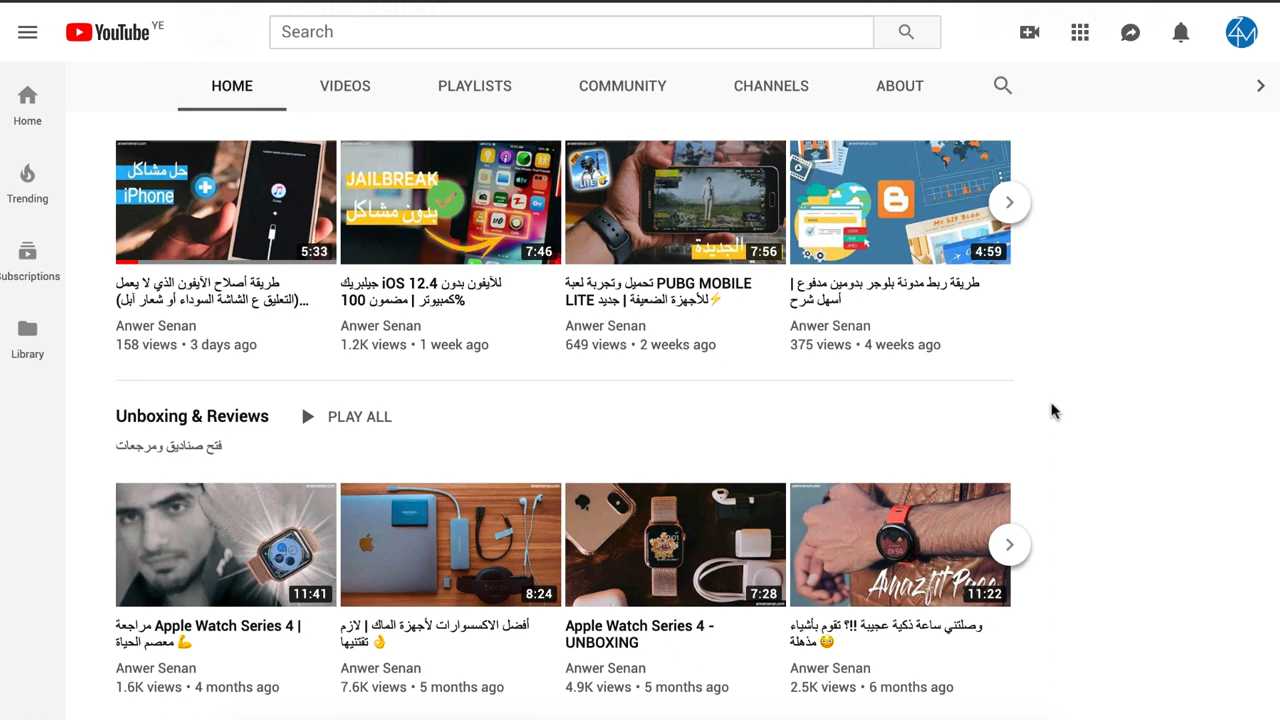 YouTube YE
Search
Home
Trending
Subscriptions
Library
HOME VIDEOS PLAYLISTS COMMUNITY CHANNELS ABOUT
حل مشاكل
iPhone
5:33
JAILBREAK
بدون مشاكل
7:46
LITE
الجديدة
7:56
My DIY BLOG
4:59
طريقة أصلاح الآيفون الذي لا يعمل
(التعليق ع الشاشة السوداء أو شعار آبل)...
Anwer Senan
158 views • 3 days ago
جيلبريك iOS 12.4 للآيفون بدون
كمبيوتر | مضمون 100%
Anwer Senan
1.2K views • 1 week ago
تحميل وتجربة لعبة PUBG MOBILE
LITE للأجهزة الضعيفة | جديد⚡
Anwer Senan
649 views • 2 weeks ago
طريقة ربط مدونة بلوجر بدومين مدفوع |
أسهل شرح
Anwer Senan
375 views • 4 weeks ago
Unboxing & Reviews PLAY ALL
فتح صناديق ومرجعات
11:41
8:24
7:28
Amazfit Pace
11:22
مراجعة Apple Watch Series 4 |
معصم الحياة 💪
Anwer Senan
1.6K views • 4 months ago
أفضل الاكسسوارات لأجهزة الماك | لازم
تقتنيها 👌
Anwer Senan
7.6K views • 5 months ago
Apple Watch Series 4 -
UNBOXING
Anwer Senan
4.9K views • 5 months ago
وصلتني ساعة ذكية عجيبة !!؟ تقوم بأشياء
مذهلة 😳
Anwer Senan
2.5K views • 6 months ago